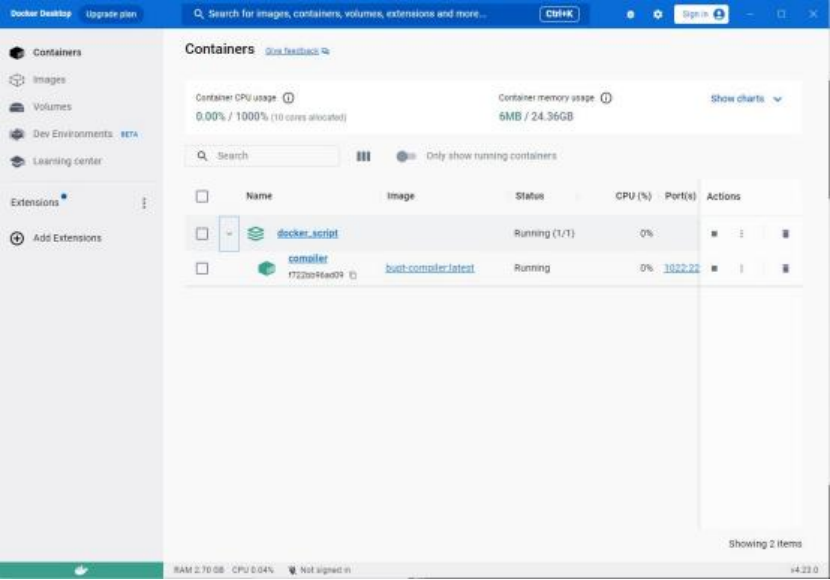 Docker Desktop Upgrade plan
Search for images, containers, volumes, extensions and more... Ctrl+K Sign in
Containers
Images
Volumes
Dev Environments BETA
Learning center
Extensions
Add Extensions
Containers Give feedback
Container CPU usage
0.00% / 1000% (10 cores allocated)
Container memory usage
6MB / 24.36GB
Show charts
Search
Only show running containers
Name Image Status CPU (%) Port(s) Actions
docker_script Running (1/1) 0%
compiler
f722bb96ad09
bupt-compiler:latest Running 0% 1022:22
Showing 2 items
RAM 2.70 GB CPU 0.04% Not signed in v4.23.0